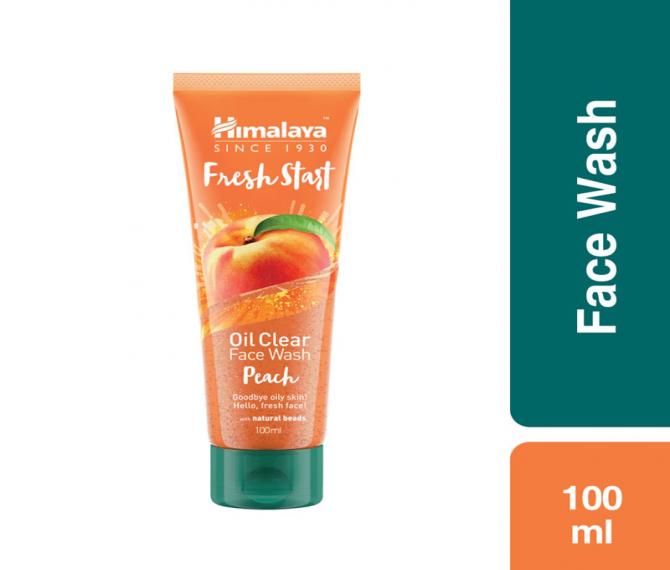 Himalaya™
SINCE 1930
Fresh Start
Oil Clear
Face Wash
Peach
Goodbye oily skin!
Hello, fresh face!
with natural beads
100ml
Face Wash
100
ml